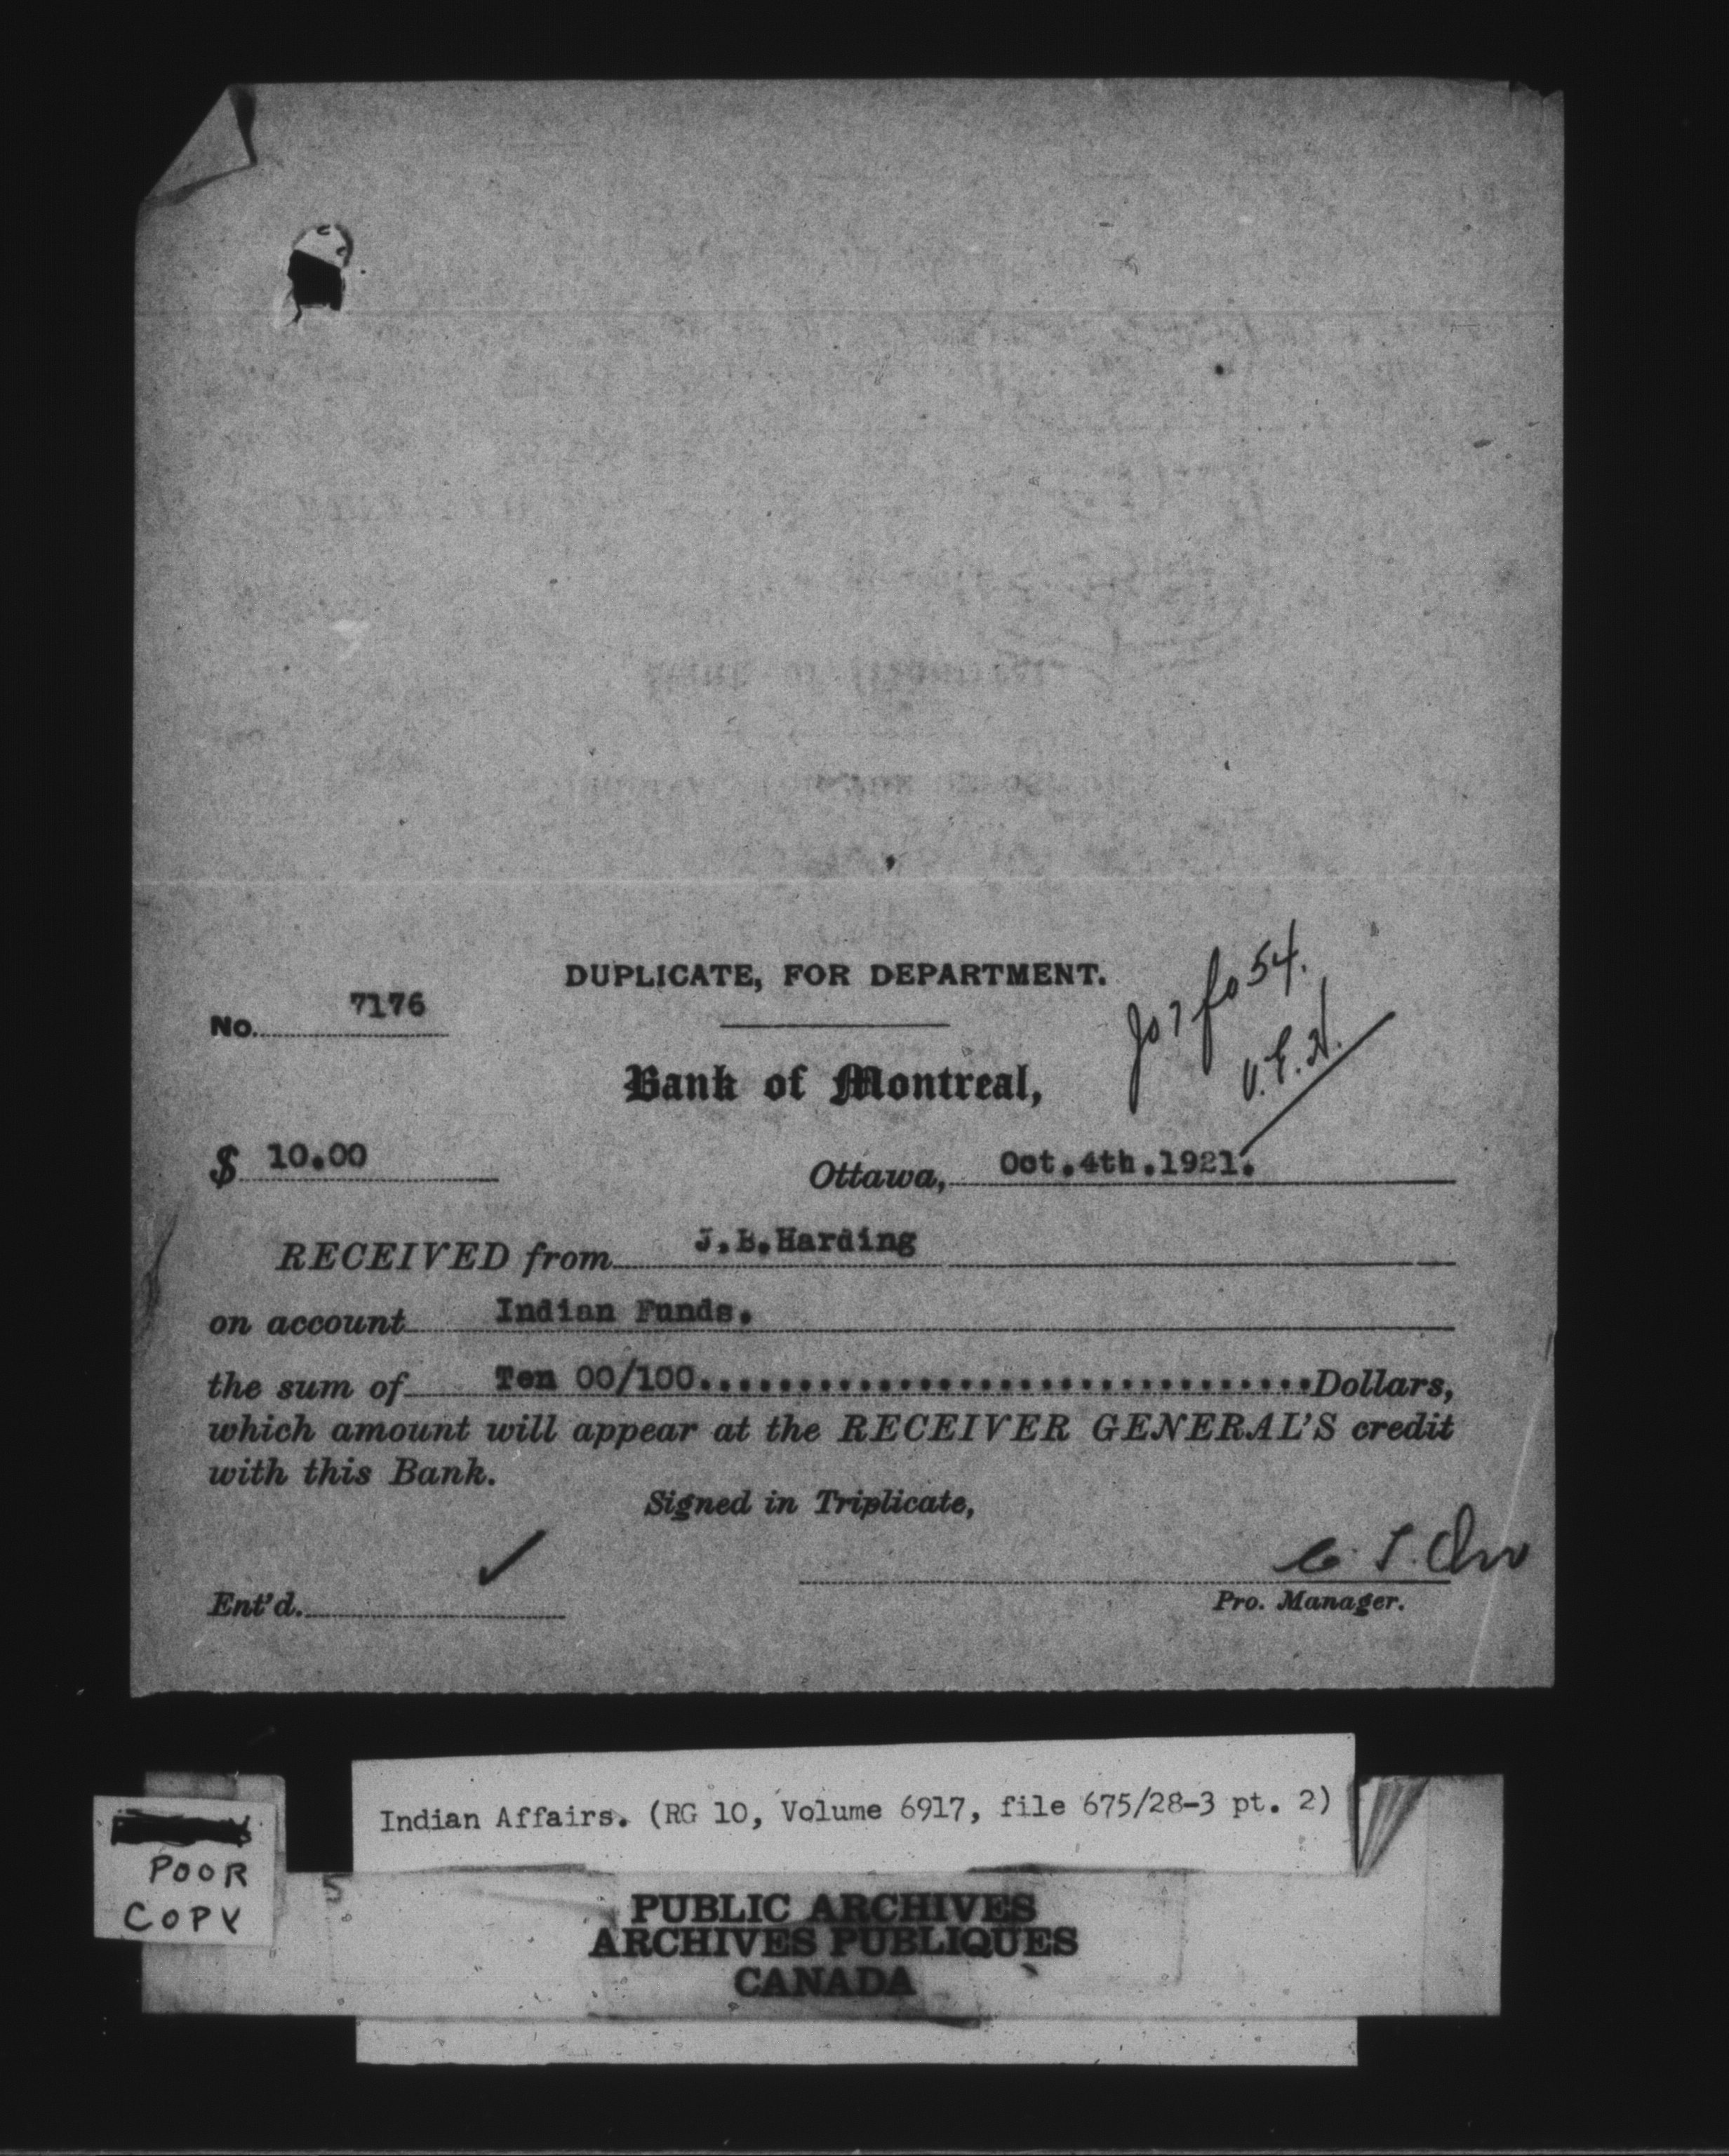 DUPLICATE, FOR DEPARTMENT.
fo 54.
No. 7176
V.E.H.
Bank of Montreal,
$ 10.00
Ottawa, Oct.4th.1921.
RECEIVED from J.B.Harding
on account Indian Funds.
the sum of Ten 00/100...............................Dollars,
which amount will appear at the RECEIVER GENERAL'S credit
with this Bank.
Signed in Triplicate,
Ent'd.
Pro. Manager.
Indian Affairs. (RG 10, Volume 6917, file 675/28-3 pt. 2)
POOR
COPY
5
PUBLIC ARCHIVES
ARCHIVES PUBLIQUES
CANADA